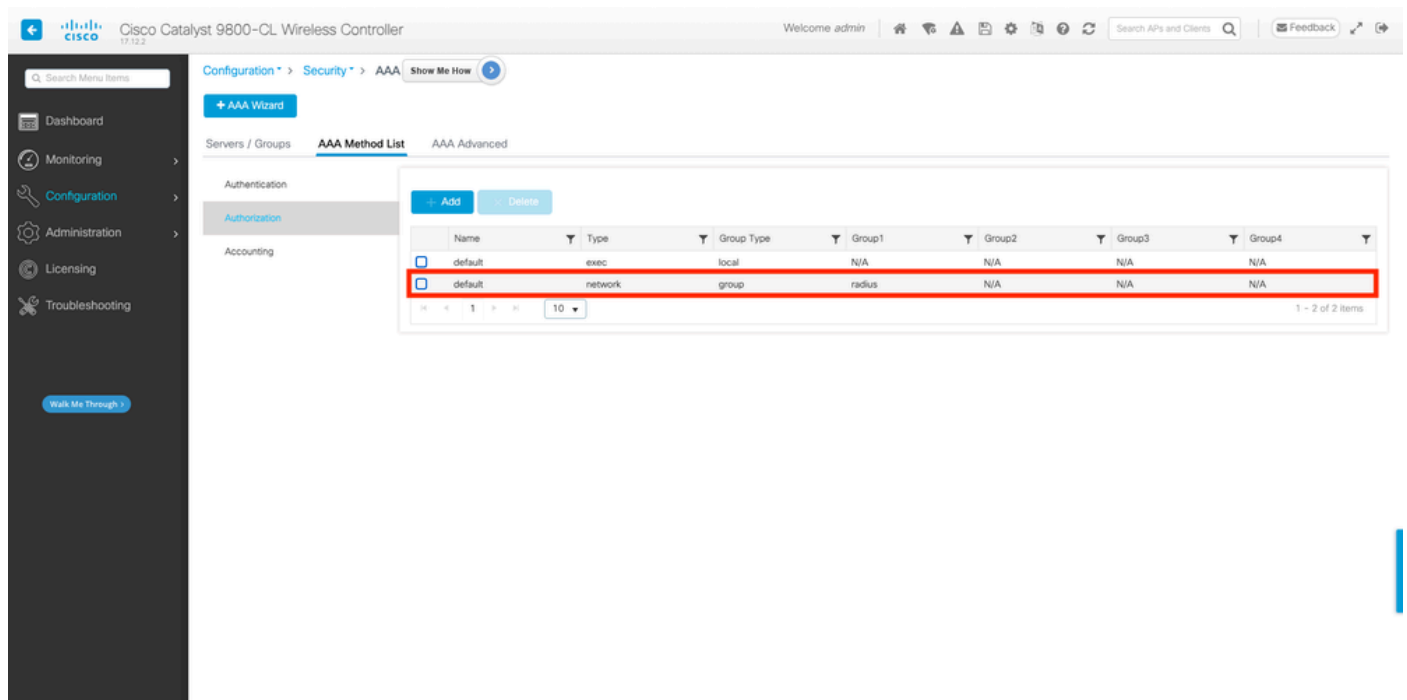 CISCO
Cisco Catalyst 9800-CL Wireless Controller
17.12.2
Welcome admin
Search APs and Clients
Feedback
Search Menu Items
Dashboard
Monitoring
Configuration
Administration
Licensing
Troubleshooting
Walk Me Through >
Configuration > Security > AAA Show Me How
+ AAA Wizard
Servers / Groups AAA Method List AAA Advanced
Authentication
Authorization
Accounting
+ Add × Delete
Name Type Group Type Group1 Group2 Group3 Group4
default exec local N/A N/A N/A N/A
default network group radius N/A N/A N/A
1 10 1 - 2 of 2 items